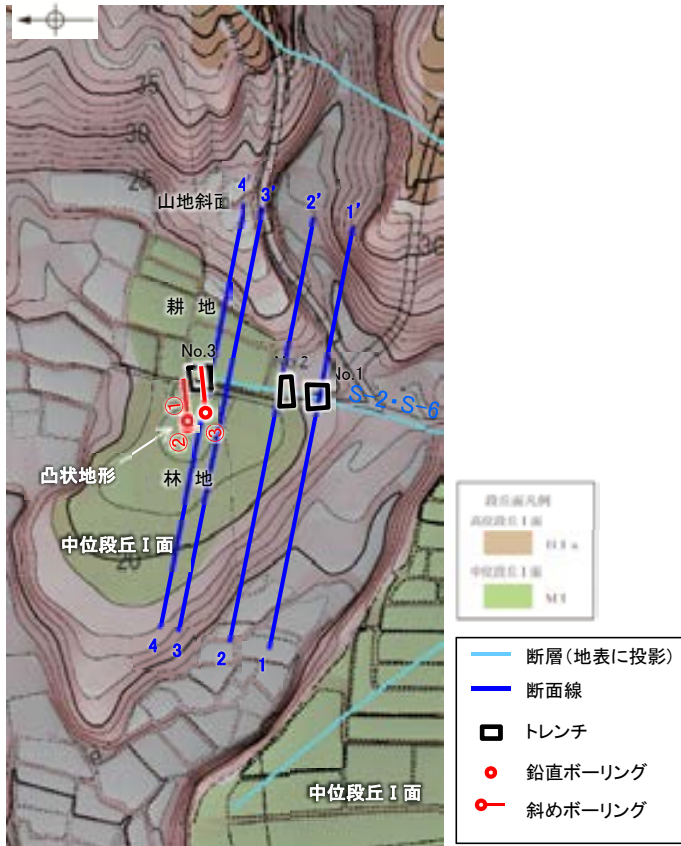 35
30
25
山地斜面
4'
3'
2'
1'
30
耕 地
No.3
No.1
S-2・S-6
①
②
③
凸状地形
林 地
中位段丘Ⅰ面
20
4
3
2
1
中位段丘Ⅰ面
段丘面凡例
高位段丘Ⅰ面
中位段丘Ⅰ面
断層(地表に投影)
断面線
トレンチ
鉛直ボーリング
斜めボーリング